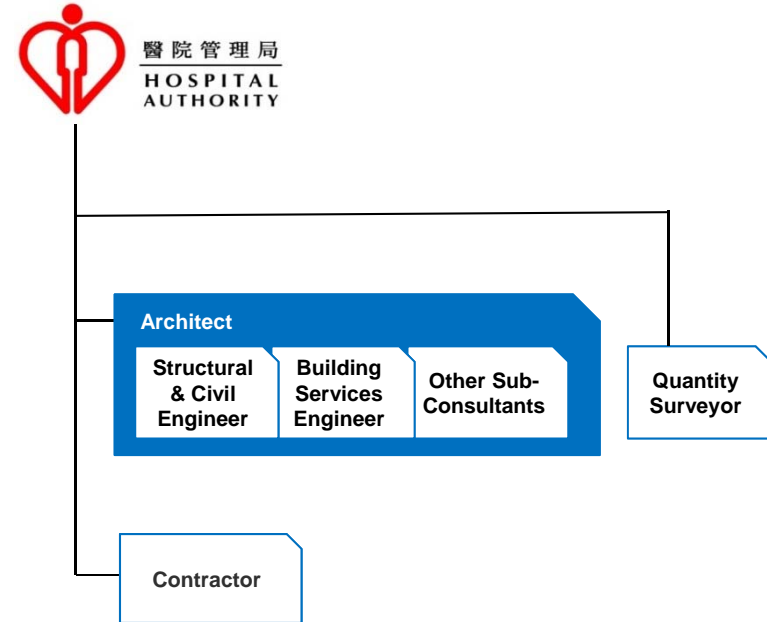 醫院管理局
HOSPITAL
AUTHORITY
Architect
Structural
& Civil
Engineer
Building
Services
Engineer
Other Sub-
Consultants
Quantity
Surveyor
Contractor